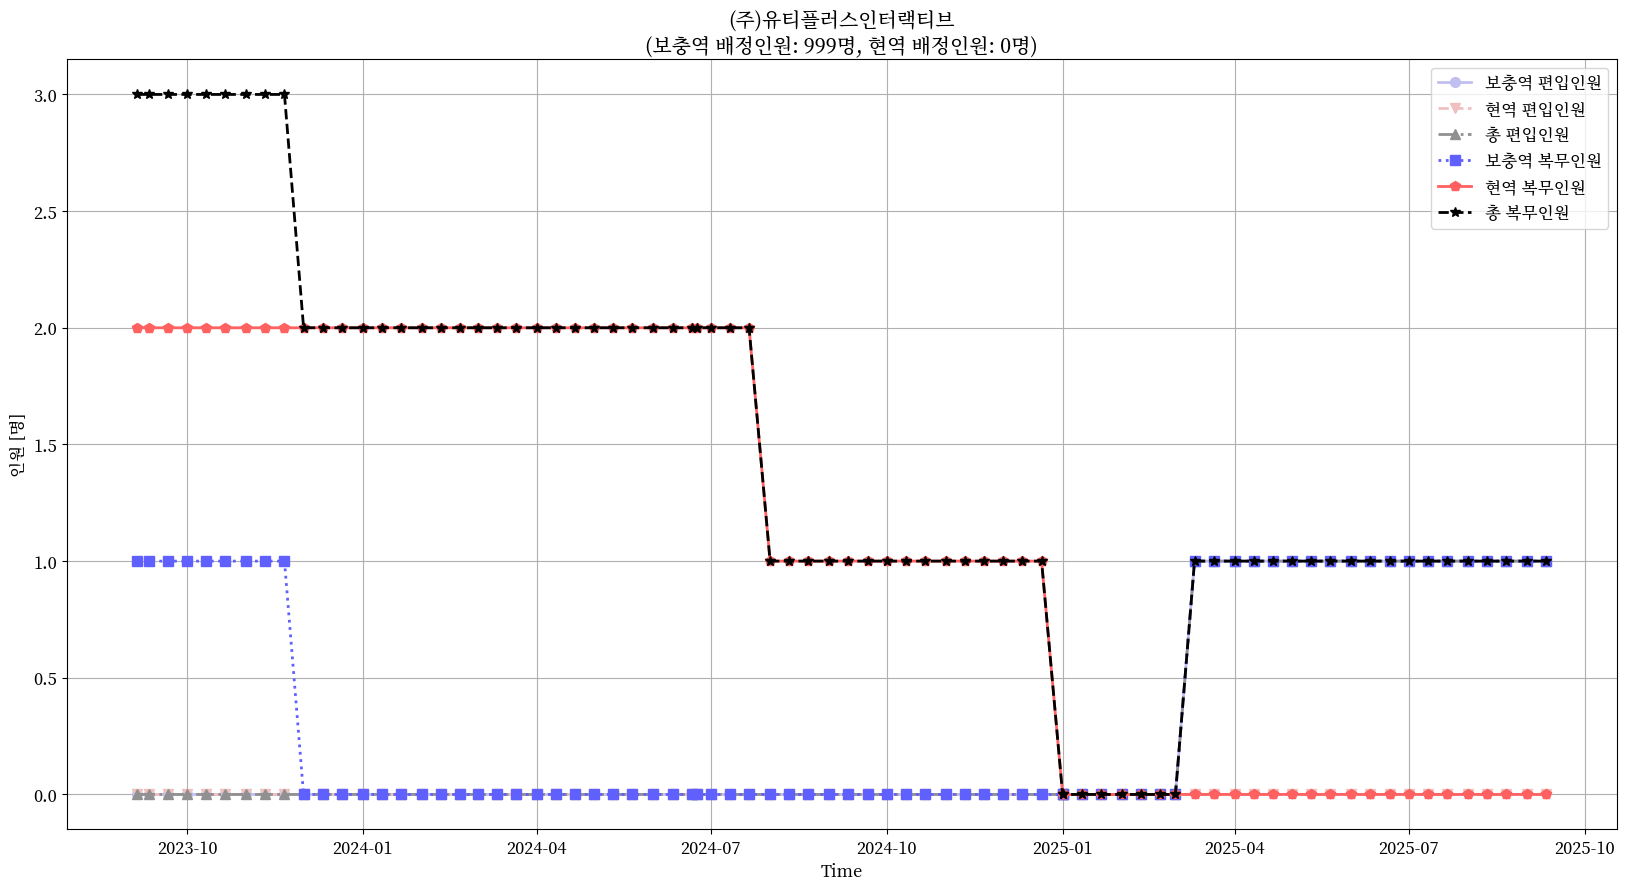 (주)유티플러스인터랙티브
(보충역 배정인원: 999명, 현역 배정인원: 0명)
보충역 편입인원
현역 편입인원
총 편입인원
보충역 복무인원
현역 복무인원
총 복무인원
인원 [명]
3.0
2.5
2.0
1.5
1.0
0.5
0.0
2023-10 2024-01 2024-04 2024-07 2024-10 2025-01 2025-04 2025-07 2025-10
Time